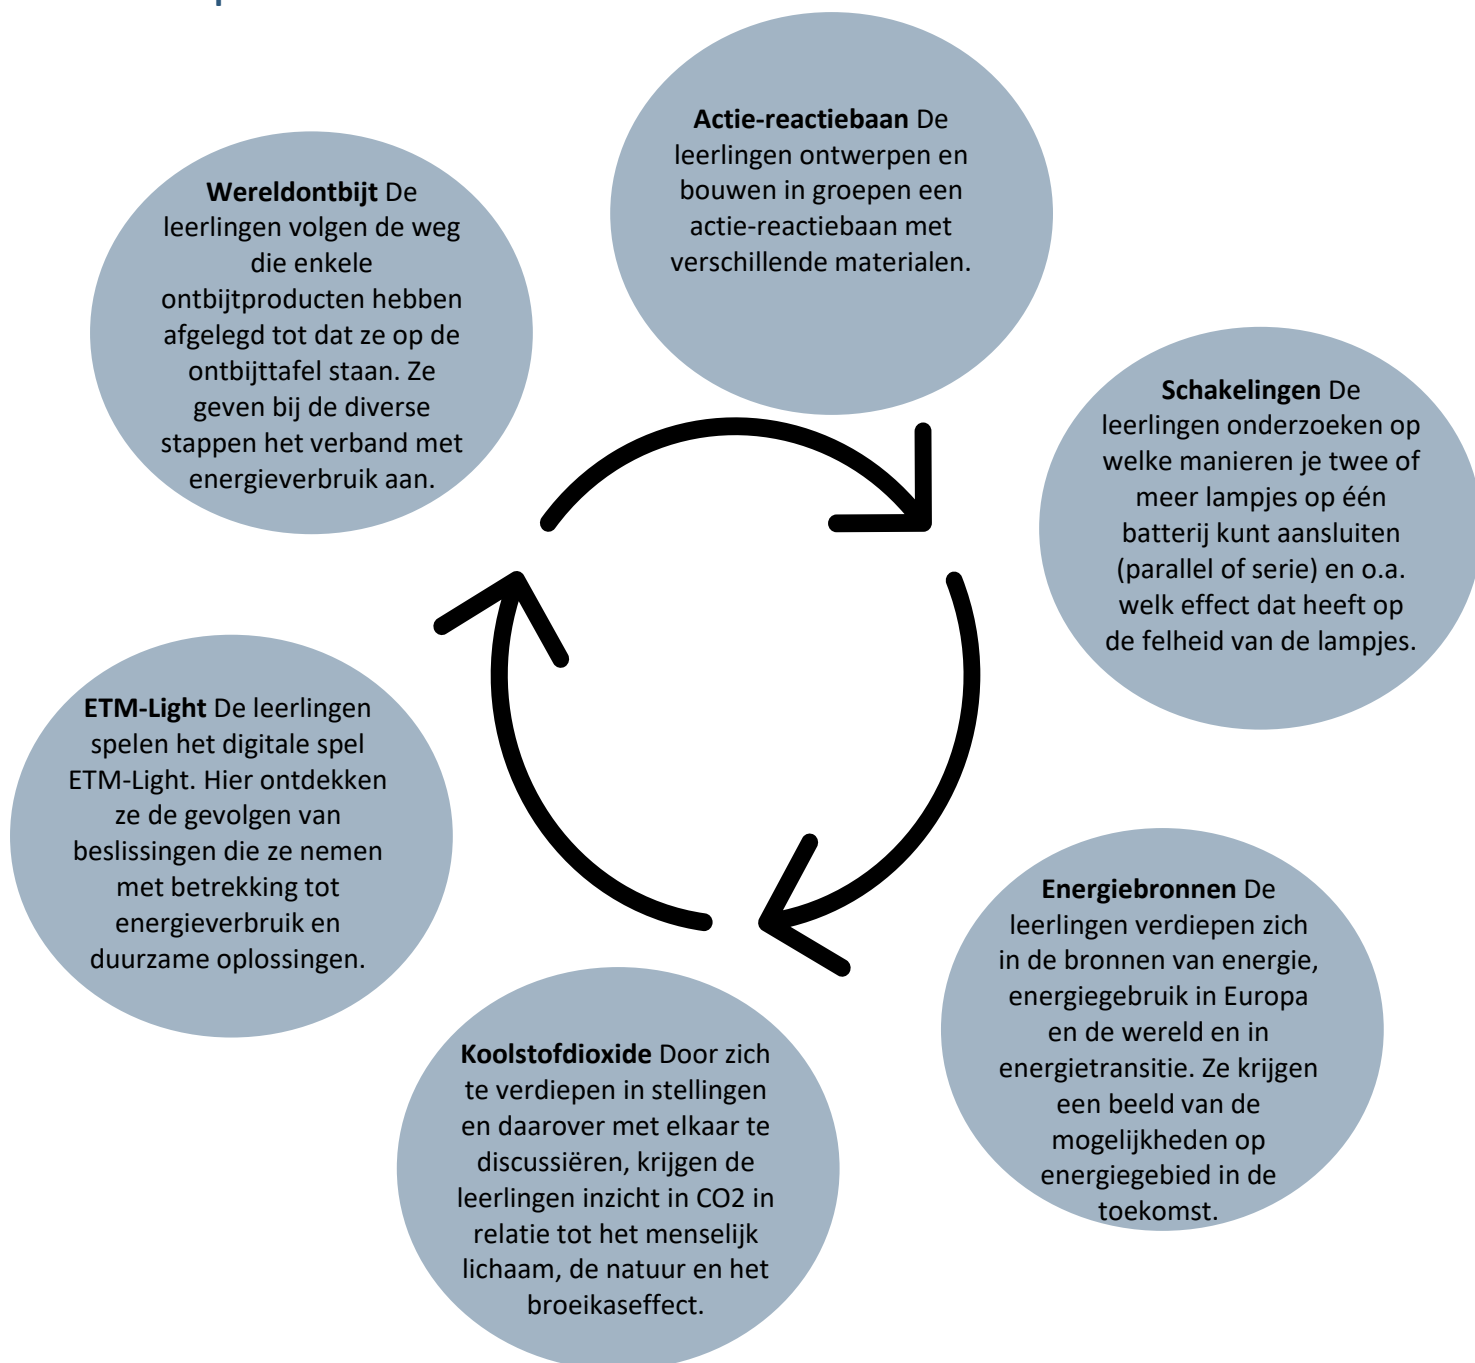 Actie-reactiebaan De
leerlingen ontwerpen en
bouwen in groepen een
actie-reactiebaan met
verschillende materialen.
Wereldontbijt De
leerlingen volgen de weg
die enkele
ontbijtproducten hebben
afgelegd tot dat ze op de
ontbijttafel staan. Ze
geven bij de diverse
stappen het verband met
energieverbruik aan.
Schakelingen De
leerlingen onderzoeken op
welke manieren je twee of
meer lampjes op één
batterij kunt aansluiten
(parallel of serie) en o.a.
welk effect dat heeft op
de felheid van de lampjes.
ETM-Light De leerlingen
spelen het digitale spel
ETM-Light. Hier ontdekken
ze de gevolgen van
beslissingen die ze nemen
met betrekking tot
energieverbruik en
duurzame oplossingen.
Energiebronnen De
leerlingen verdiepen zich
in de bronnen van energie,
energiegebruik in Europa
en de wereld en in
energietransitie. Ze krijgen
een beeld van de
mogelijkheden op
energiegebied in de
toekomst.
Koolstofdioxide Door zich
te verdiepen in stellingen
en daarover met elkaar te
discussiëren, krijgen de
leerlingen inzicht in CO2 in
relatie tot het menselijk
lichaam, de natuur en het
broeikaseffect.